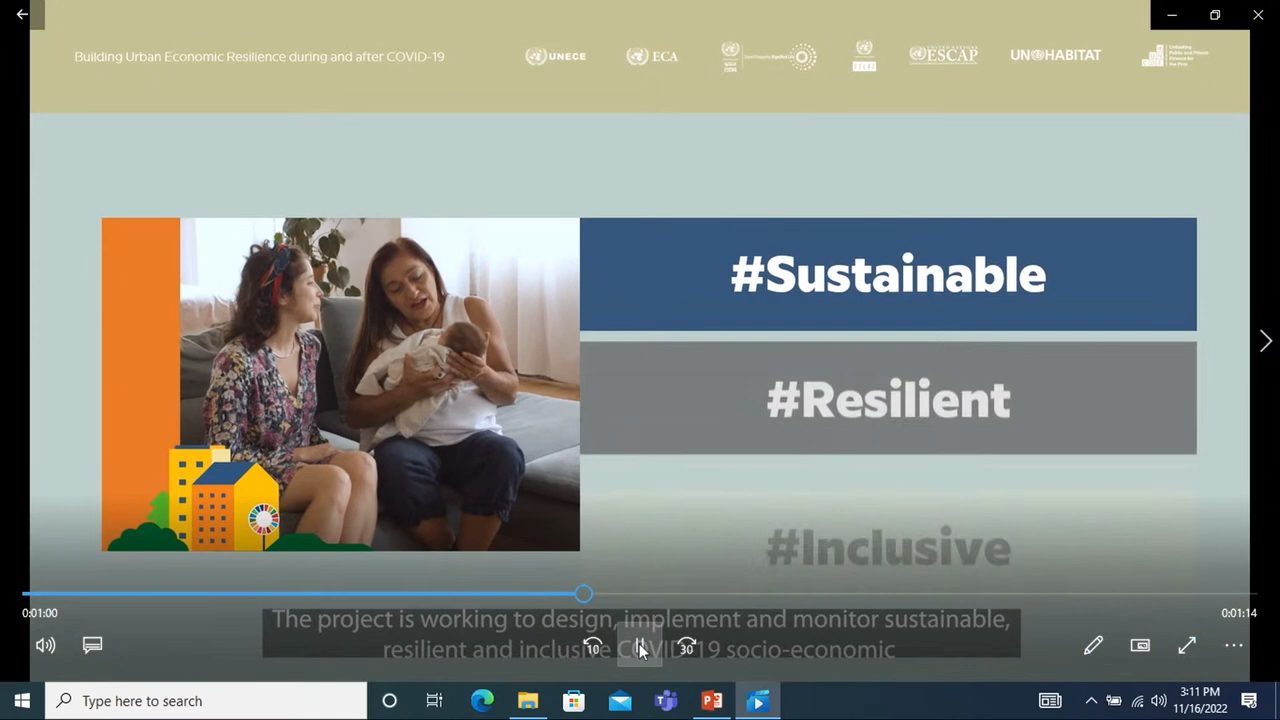 Building Urban Economic Resilience during and after COVID-19
UNECE
ECA
ESCAP
UN HABITAT
#Sustainable
#Resilient
#Inclusive
0:01:00
0:01:14
The project is working to design, implement and monitor sustainable,
resilient and inclusive COVID-19 socio-economic
10
30
Type here to search
3:11 PM
11/16/2022